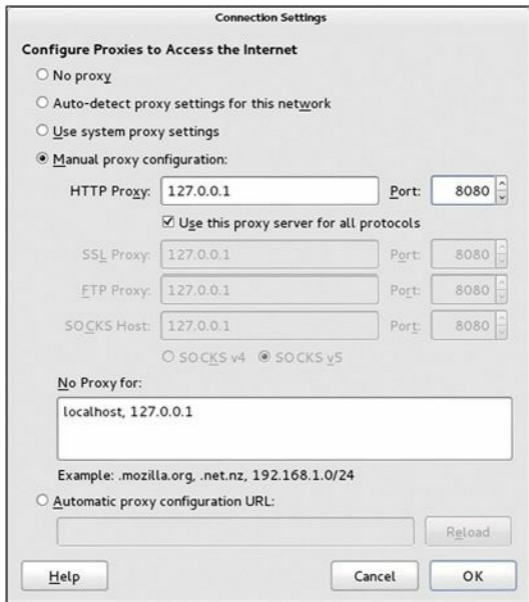 Connection Settings
Configure Proxies to Access the Internet
No proxy
Auto-detect proxy settings for this network
Use system proxy settings
Manual proxy configuration:
HTTP Proxy: 127.0.0.1 Port: 8080
Use this proxy server for all protocols
SSL Proxy: 127.0.0.1 Port: 8080
FTP Proxy: 127.0.0.1 Port: 8080
SOCKS Host: 127.0.0.1 Port: 8080
SOCKS v4 SOCKS v5
No Proxy for:
localhost, 127.0.0.1
Example: .mozilla.org, .net.nz, 192.168.1.0/24
Automatic proxy configuration URL:
Reload
Help Cancel OK